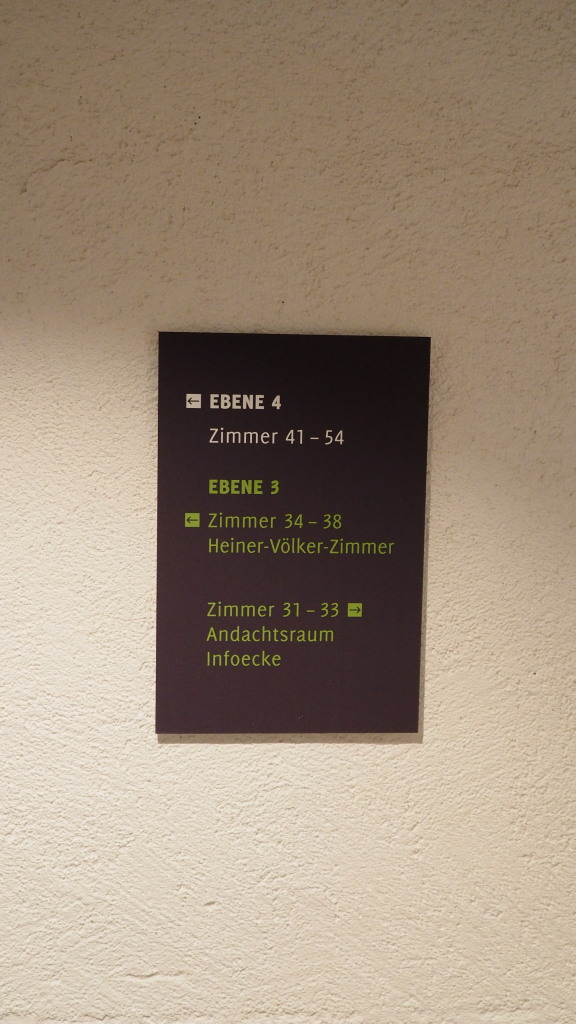 ← EBENE 4
Zimmer 41 – 54
EBENE 3
← Zimmer 34 – 38
Heiner-Völker-Zimmer
Zimmer 31 – 33 →
Andachtsraum
Infoecke